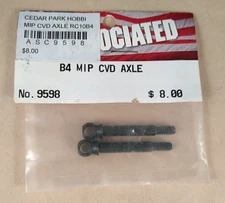 CEDAR PARK HOBBI
MIP CVD AXLE RC10B4
ASC9598
$8.00
OCIATED
B4 MIP CVD AXLE
No.9598 $ 8.00